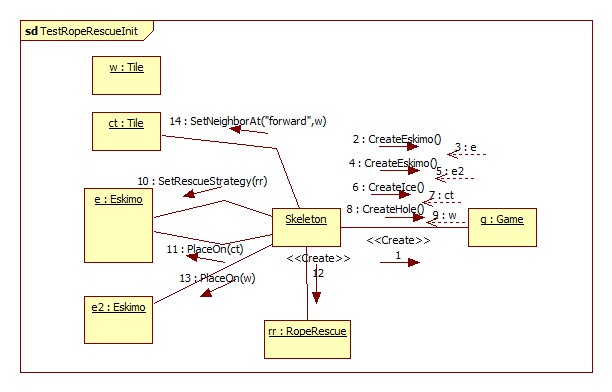 sd TestRopeRescueInit
w : Tile
ct : Tile
14 : SetNeighborAt("forward",w)
2 : CreateEskimo()
3 : e
4 : CreateEskimo()
5 : e2
10 : SetRescueStrategy(rr)
6 : CreateIce()
7 : ct
e : Eskimo
8 : CreateHole()
9 : w
Skeleton
g : Game
11 : PlaceOn(ct)
<<Create>>
1
<<Create>>
12
13 : PlaceOn(w)
e2 : Eskimo
rr : RopeRescue